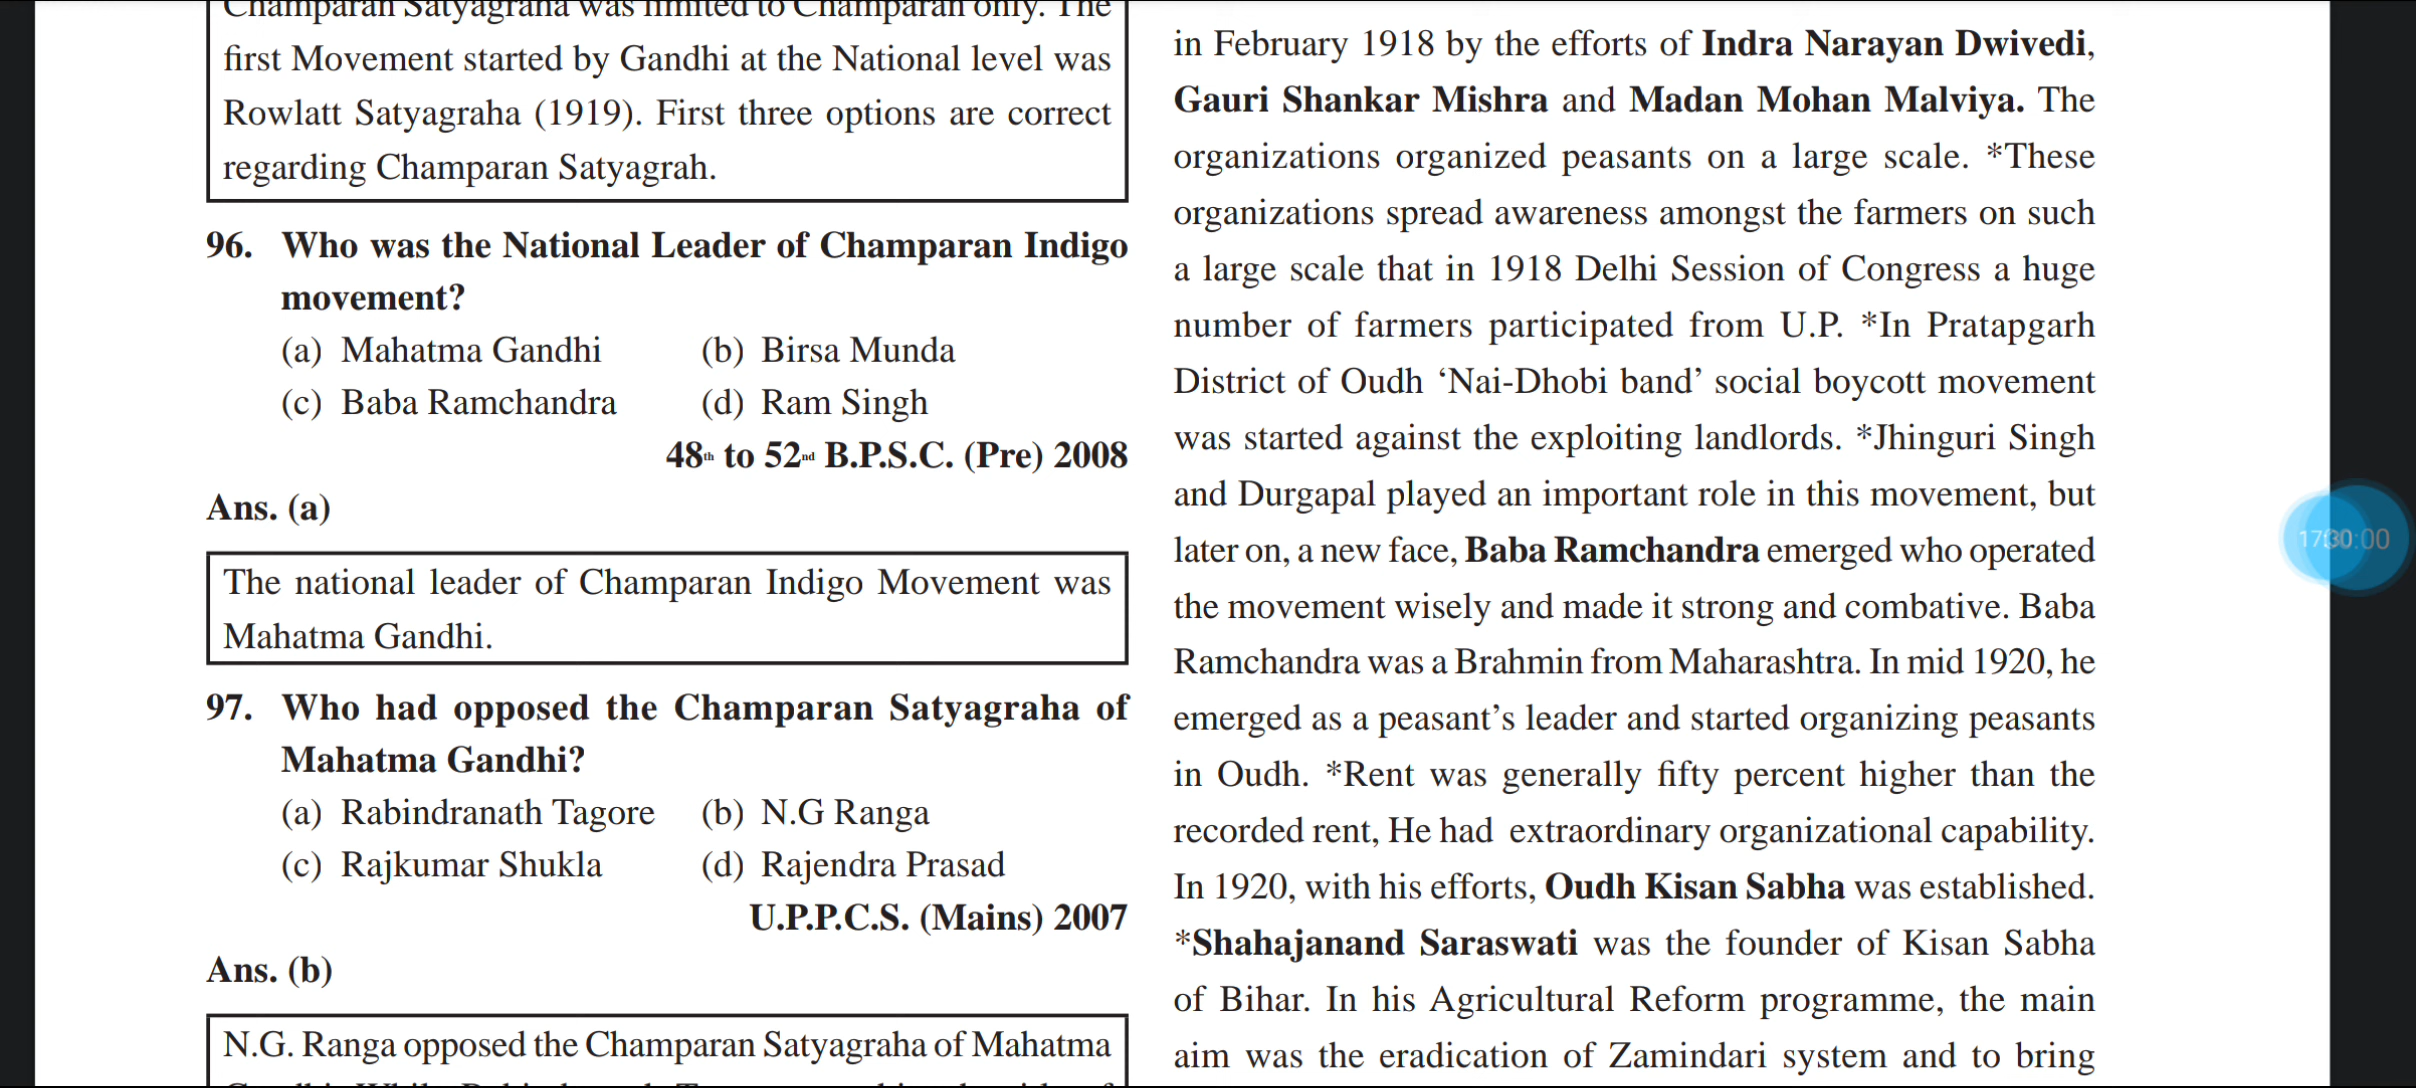 Champaran Satyagraha was limited to Champaran only. The
first Movement started by Gandhi at the National level was
Rowlatt Satyagraha (1919). First three options are correct
regarding Champaran Satyagrah.
96. Who was the National Leader of Champaran Indigo
movement?
(a) Mahatma Gandhi (b) Birsa Munda
(c) Baba Ramchandra (d) Ram Singh
48th to 52nd B.P.S.C. (Pre) 2008
Ans. (a)
The national leader of Champaran Indigo Movement was
Mahatma Gandhi.
97. Who had opposed the Champaran Satyagraha of
Mahatma Gandhi?
(a) Rabindranath Tagore (b) N.G Ranga
(c) Rajkumar Shukla (d) Rajendra Prasad
U.P.P.C.S. (Mains) 2007
Ans. (b)
N.G. Ranga opposed the Champaran Satyagraha of Mahatma
in February 1918 by the efforts of Indra Narayan Dwivedi,
Gauri Shankar Mishra and Madan Mohan Malviya. The
organizations organized peasants on a large scale. *These
organizations spread awareness amongst the farmers on such
a large scale that in 1918 Delhi Session of Congress a huge
number of farmers participated from U.P. *In Pratapgarh
District of Oudh ‘Nai-Dhobi band’ social boycott movement
was started against the exploiting landlords. *Jhinguri Singh
and Durgapal played an important role in this movement, but
later on, a new face, Baba Ramchandra emerged who operated
the movement wisely and made it strong and combative. Baba
Ramchandra was a Brahmin from Maharashtra. In mid 1920, he
emerged as a peasant’s leader and started organizing peasants
in Oudh. *Rent was generally fifty percent higher than the
recorded rent, He had extraordinary organizational capability.
In 1920, with his efforts, Oudh Kisan Sabha was established.
*Shahajanand Saraswati was the founder of Kisan Sabha
of Bihar. In his Agricultural Reform programme, the main
aim was the eradication of Zamindari system and to bring